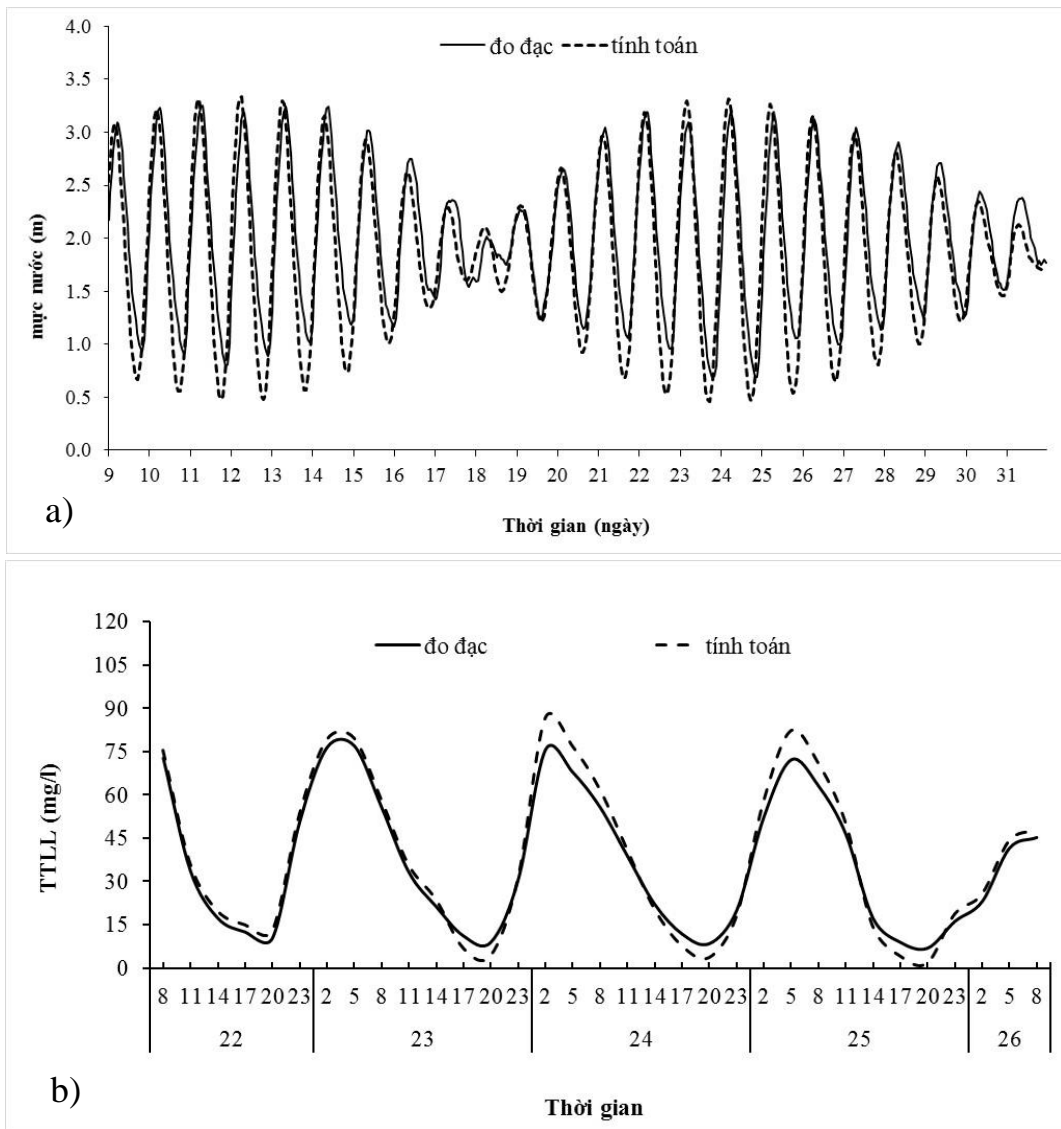 4.0
3.5
3.0
2.5
2.0
1.5
1.0
0.5
0.0
mực nước (m)
đo đạc tính toán
9 10 11 12 13 14 15 16 17 18 19 20 21 22 23 24 25 26 27 28 29 30 31
Thời gian (ngày)
a)
120
105
90
75
60
45
30
15
0
TTLL (mg/l)
đo đạc tính toán
8 11 14 17 20 23 2 5 8 11 14 17 20 23 2 5 8 11 14 17 20 23 2 5 8 11 14 17 20 23 2 5 8
22 23 24 25 26
Thời gian
b)